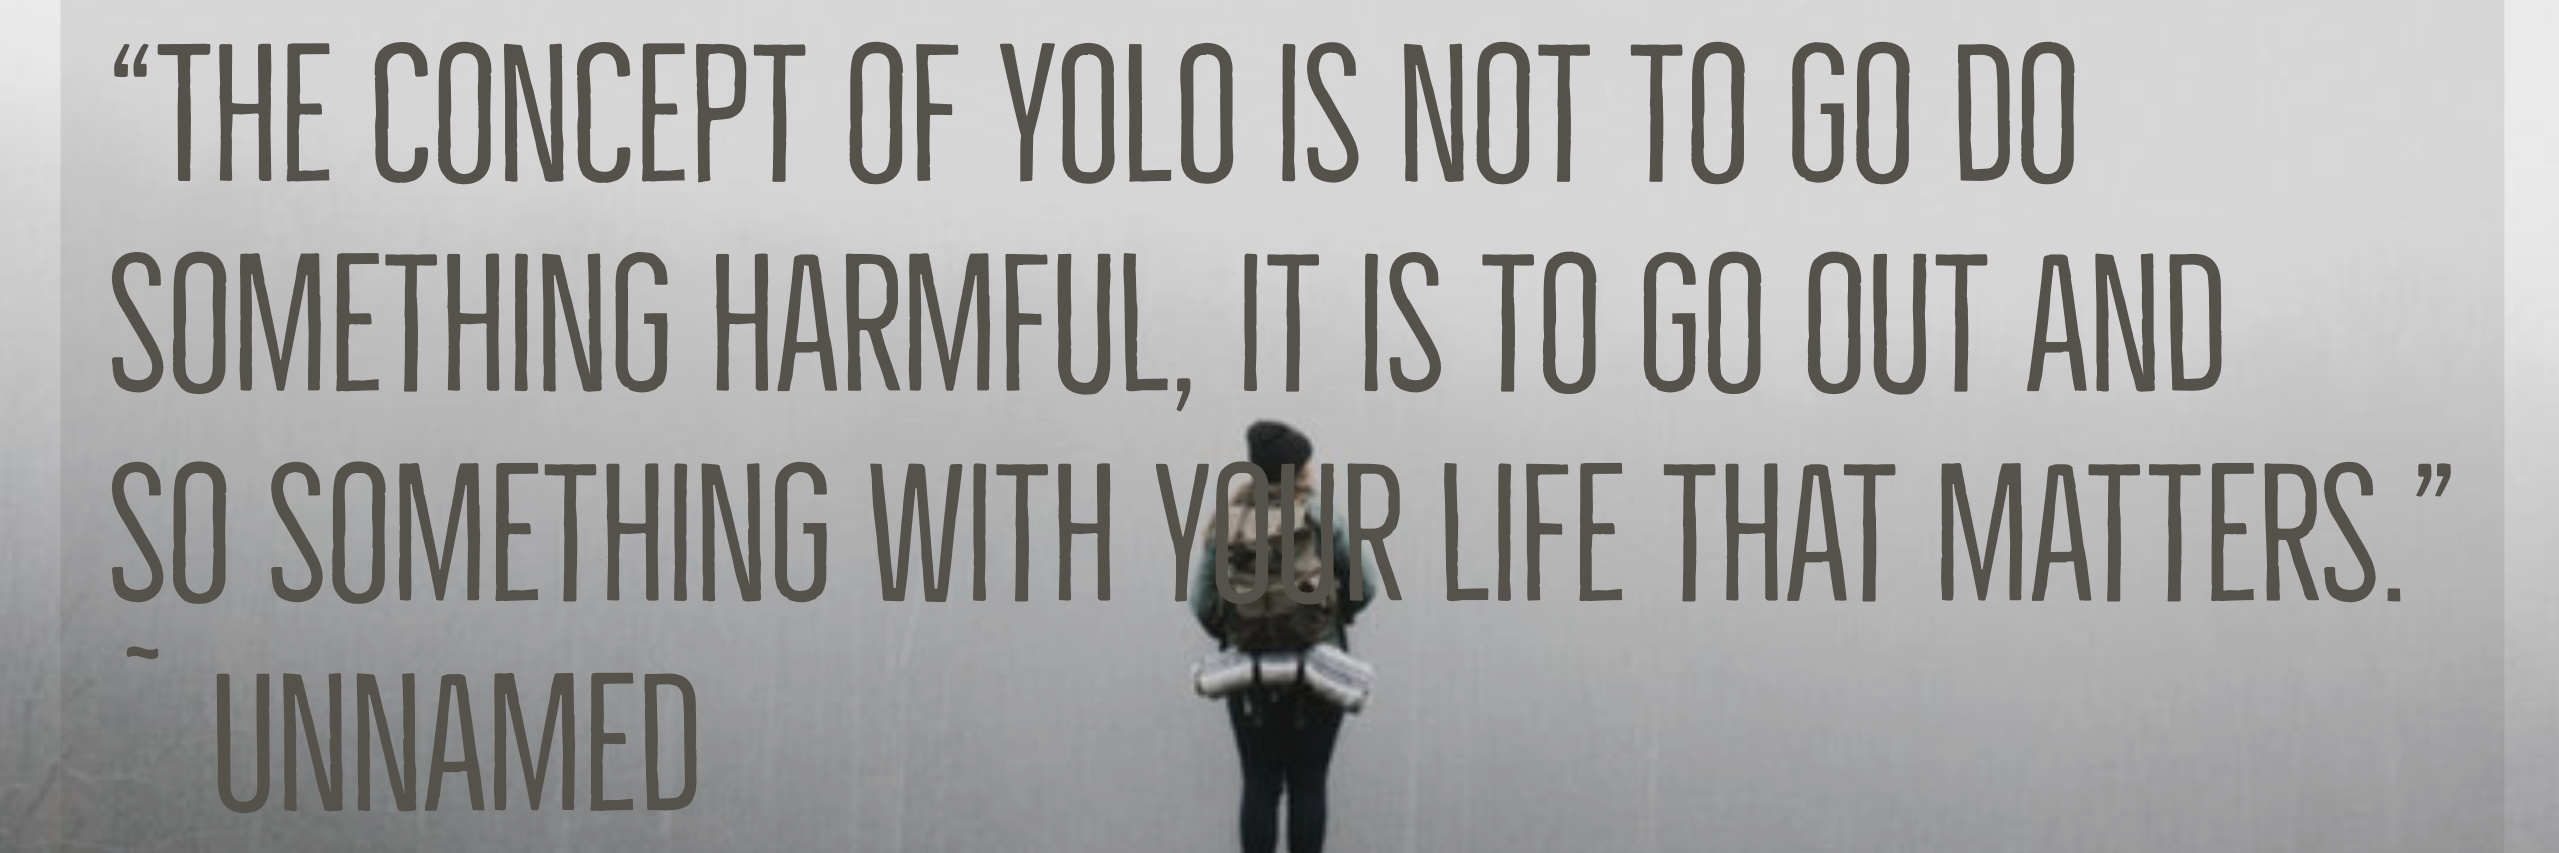 “THE CONCEPT OF YOLO IS NOT TO GO DO
SOMETHING HARMFUL, IT IS TO GO OUT AND
SO SOMETHING WITH YOUR LIFE THAT MATTERS.”
~ UNNAMED